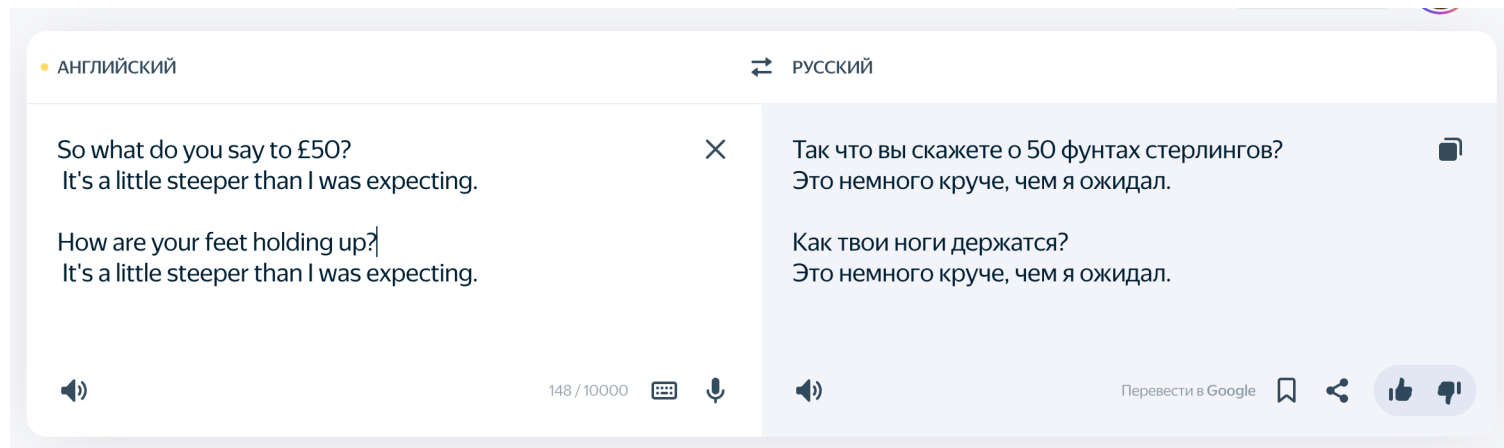 АНГЛИЙСКИЙ
РУССКИЙ
So what do you say to £50?
It's a little steeper than I was expecting.
How are your feet holding up?
It's a little steeper than I was expecting.
Так что вы скажете о 50 фунтах стерлингов?
Это немного круче, чем я ожидал.
Как твои ноги держатся?
Это немного круче, чем я ожидал.
148 / 10000
Перевести в Google